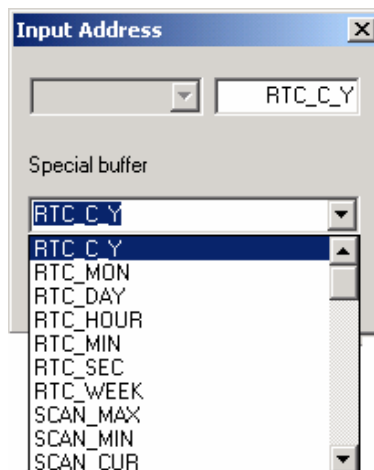 Input Address
RTC_C_Y
Special buffer
RTC_C_Y
RTC_C_Y
RTC_MON
RTC_DAY
RTC_HOUR
RTC_MIN
RTC_SEC
RTC_WEEK
SCAN_MAX
SCAN_MIN
SCAN_CUR